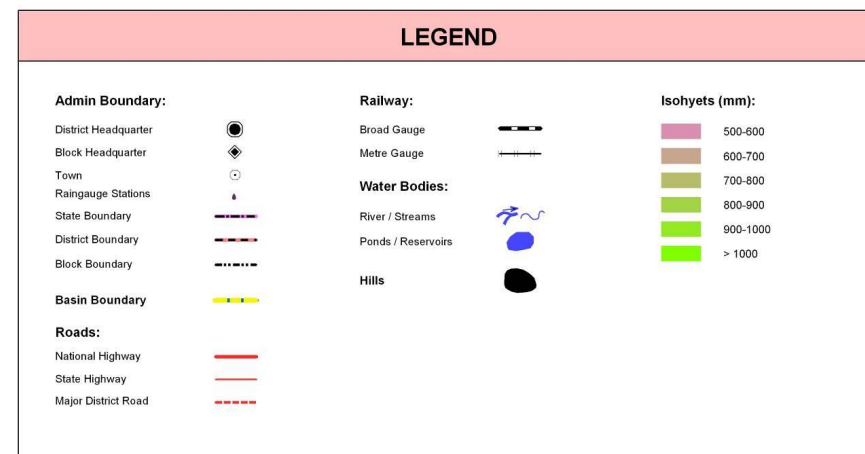 LEGEND
Admin Boundary:
District Headquarter
Block Headquarter
Town
Raingauge Stations
State Boundary
District Boundary
Block Boundary
Basin Boundary
Roads:
National Highway
State Highway
Major District Road
Railway:
Broad Gauge
Metre Gauge
Water Bodies:
River / Streams
Ponds / Reservoirs
Hills
Isohyets (mm):
500-600
600-700
700-800
800-900
900-1000
> 1000